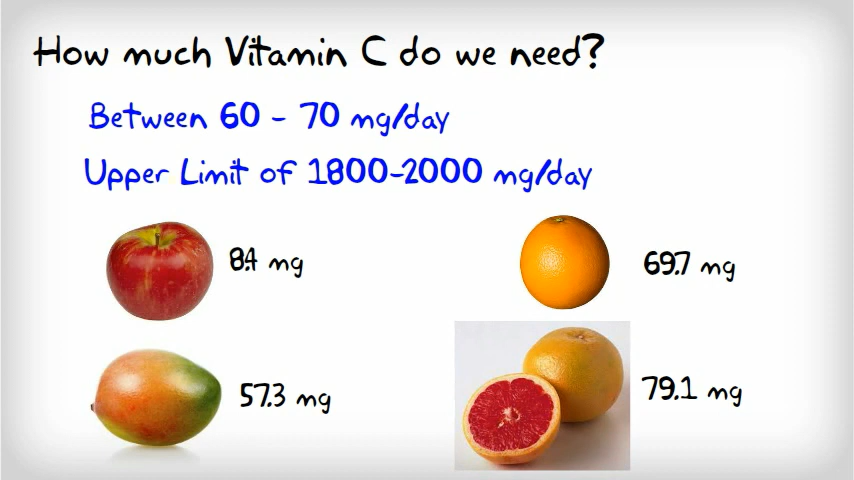 How much Vitamin C do we need?
Between 60 - 70 mg/day
Upper Limit of 1800-2000 mg/day
8.4 mg
69.7 mg
57.3 mg
79.1 mg